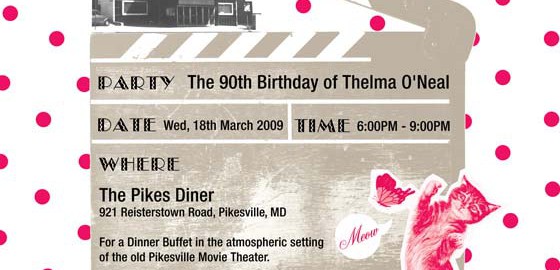 PARTY The 90th Birthday of Thelma O'Neal
DATE Wed, 18th March 2009 TIME 6:00PM - 9:00PM
WHERE
The Pikes Diner
921 Reisterstown Road, Pikesville, MD
For a Dinner Buffet in the atmospheric setting
of the old Pikesville Movie Theater.
Meow